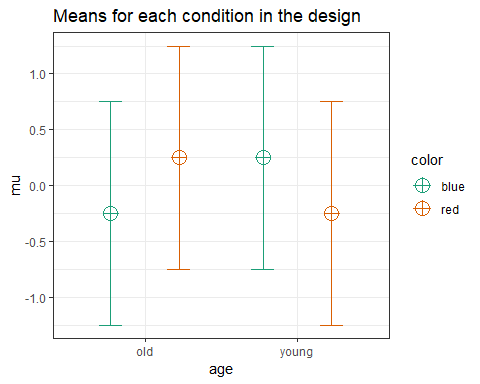 Means for each condition in the design
mu
1.0
0.5
0.0
-0.5
-1.0
old
young
age
color
blue
red